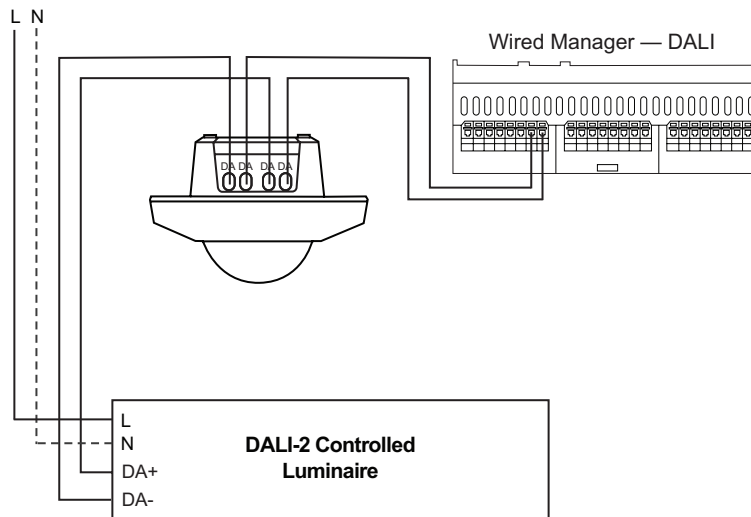 L N
Wired Manager — DALI
DA DA DA DA
L
N
DA+
DA-
DALI-2 Controlled
Luminaire